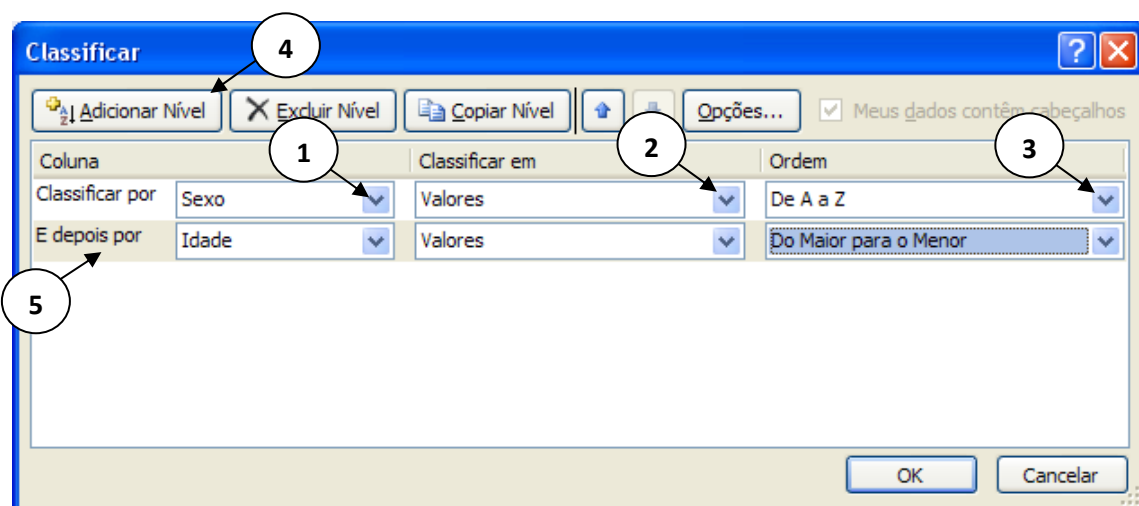 Classificar
4
Adicionar Nível Excluir Nível Copiar Nível Opções... Meus dados contêm cabeçalhos
1 2 3
Coluna Classificar em Ordem
Classificar por Sexo Valores De A a Z
E depois por Idade Valores Do Maior para o Menor
5
OK Cancelar